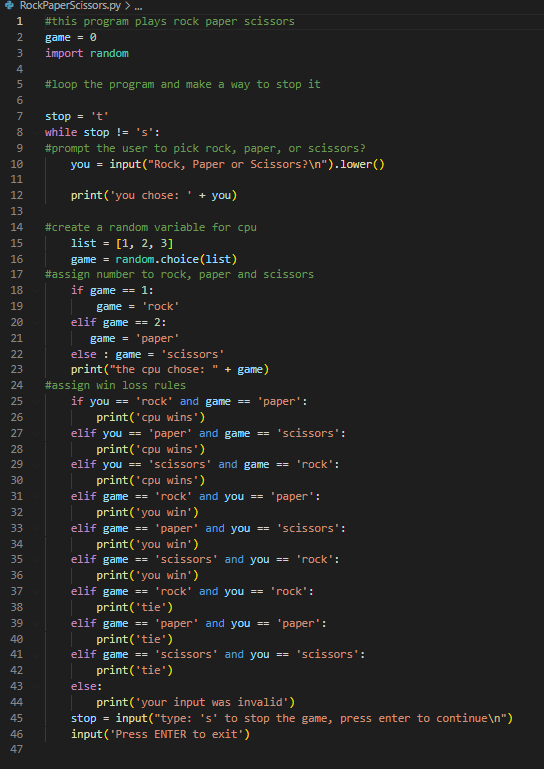 RockPaperScissors.py > ...
1 #this program plays rock paper scissors
2 game = 0
3 import random
4
5 #loop the program and make a way to stop it
6
7 stop = 't'
8 while stop != 's':
9 #prompt the user to pick rock, paper, or scissors?
10     you = input("Rock, Paper or Scissors?\n").lower()
11
12     print('you chose: ' + you)
13
14 #create a random variable for cpu
15     list = [1, 2, 3]
16     game = random.choice(list)
17 #assign number to rock, paper and scissors
18     if game == 1:
19         game = 'rock'
20     elif game == 2:
21        game = 'paper'
22     else : game = 'scissors'
23     print("the cpu chose: " + game)
24 #assign win loss rules
25     if you == 'rock' and game == 'paper':
26         print('cpu wins')
27     elif you == 'paper' and game == 'scissors':
28         print('cpu wins')
29     elif you == 'scissors' and game == 'rock':
30         print('cpu wins')
31     elif game == 'rock' and you == 'paper':
32         print('you win')
33     elif game == 'paper' and you == 'scissors':
34         print('you win')
35     elif game == 'scissors' and you == 'rock':
36         print('you win')
37     elif game == 'rock' and you == 'rock':
38         print('tie')
39     elif game == 'paper' and you == 'paper':
40         print('tie')
41     elif game == 'scissors' and you == 'scissors':
42         print('tie')
43     else:
44         print('your input was invalid')
45     stop = input("type: 's' to stop the game, press enter to continue\n")
46     input('Press ENTER to exit')
47